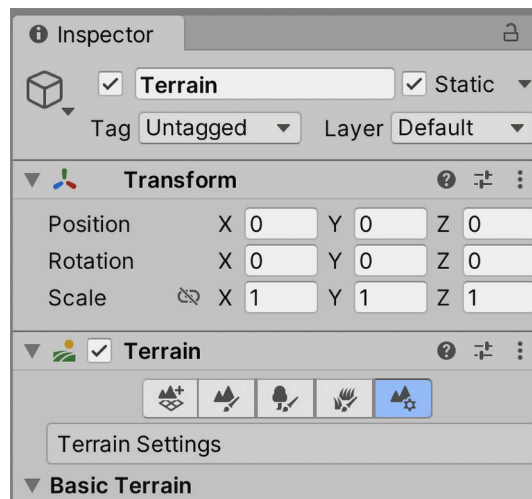 Inspector
Terrain Static
Tag Untagged Layer Default
Transform
Position X 0 Y 0 Z 0
Rotation X 0 Y 0 Z 0
Scale X 1 Y 1 Z 1
Terrain
Terrain Settings
Basic Terrain